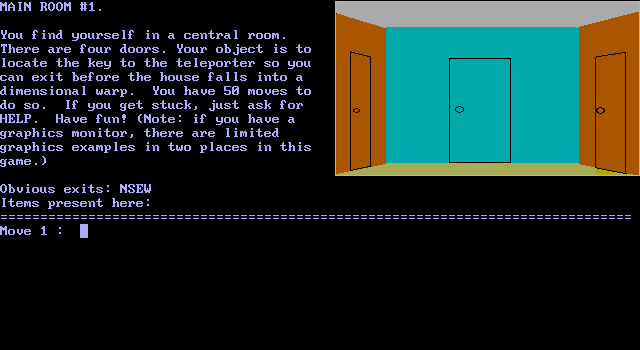 MAIN ROOM #1.
You find yourself in a central room.
There are four doors. Your object is to
locate the key to the teleporter so you
can exit before the house falls into a
dimensional warp.  You have 50 moves to
do so.  If you get stuck, just ask for
HELP.  Have fun! (Note: if you have a
graphics monitor, there are limited
graphics examples in two places in this
game.)
Obvious exits: NSEW
Items present here:
===============================================================================
Move 1 :